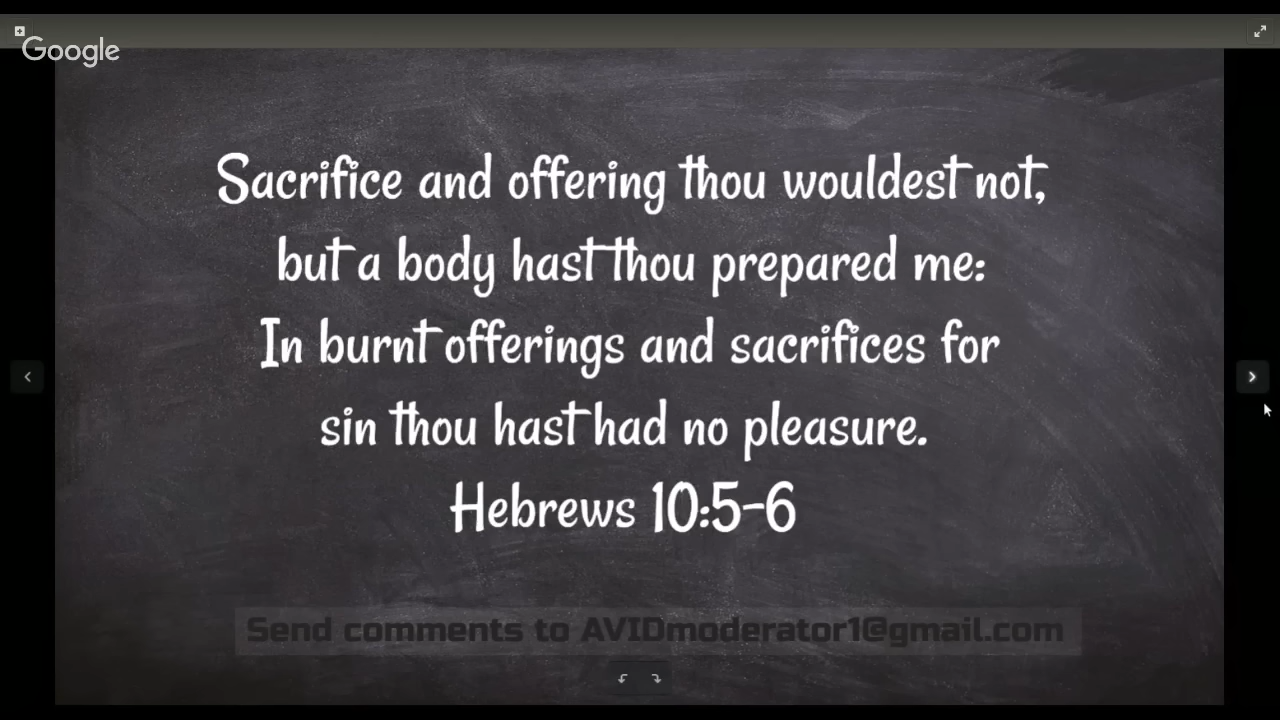 Google
Sacrifice and offering thou wouldest not,
but a body hast thou prepared me:
In burnt offerings and sacrifices for
sin thou hast had no pleasure.
Hebrews 10:5-6
Send comments to AVIDmoderator1@gmail.com